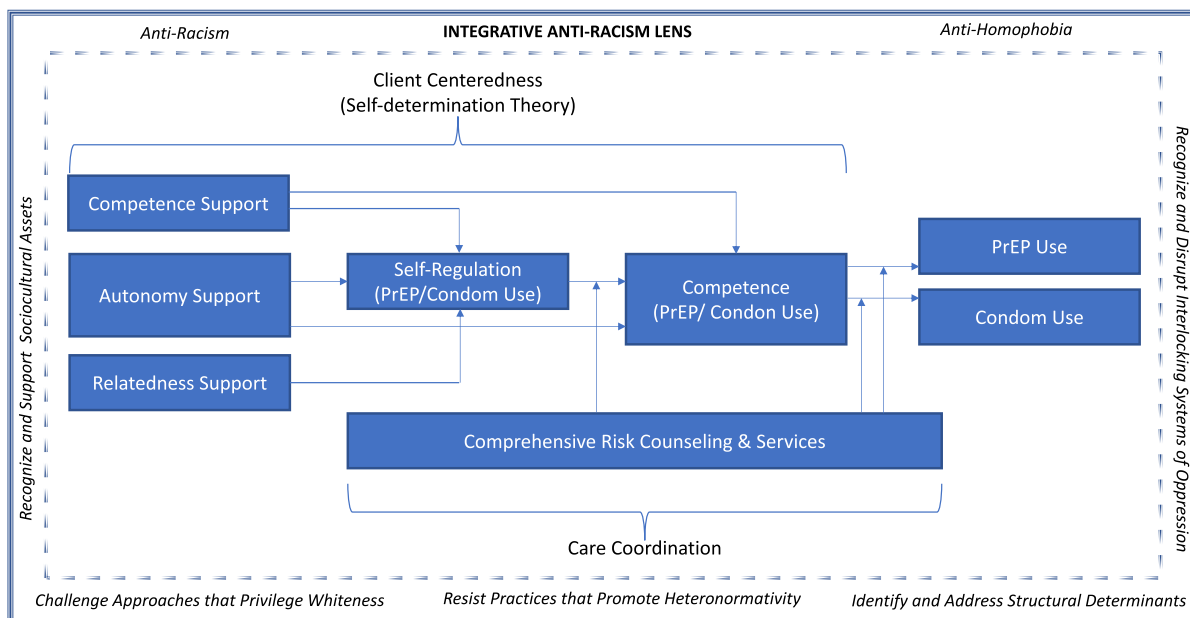 Anti-Racism
INTEGRATIVE ANTI-RACISM LENS
Anti-Homophobia
Client Centeredness
(Self-determination Theory)
Recognize and Support Sociocultural Assets
Recognize and Disrupt Interlocking Systems of Oppression
Competence Support
Autonomy Support
Relatedness Support
Self-Regulation
(PrEP/Condom Use)
Competence
(PrEP/ Condon Use)
PrEP Use
Condom Use
Comprehensive Risk Counseling & Services
Care Coordination
Challenge Approaches that Privilege Whiteness
Resist Practices that Promote Heteronormativity
Identify and Address Structural Determinants